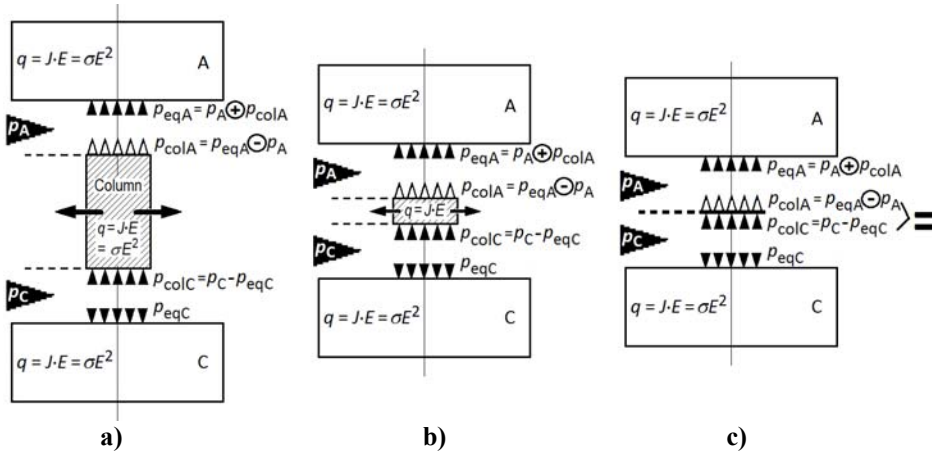 q = J·E = σE² A
p_eqA = p_A ⊕ p_colA
p_A
p_colA = p_eqA ⊖ p_A
Column
q = J·E
= σE²
p_colC = p_C - p_eqC
p_C
p_eqC
q = J·E = σE² C
a)
q = J·E = σE² A
p_eqA = p_A ⊕ p_colA
p_A
p_colA = p_eqA ⊖ p_A
q = J·E
p_colC = p_C - p_eqC
p_C
p_eqC
q = J·E = σE² C
b)
q = J·E = σE² A
p_eqA = p_A ⊕ p_colA
p_A
p_colA = p_eqA ⊖ p_A
p_colC = p_C - p_eqC
> =
p_C
p_eqC
q = J·E = σE² C
c)